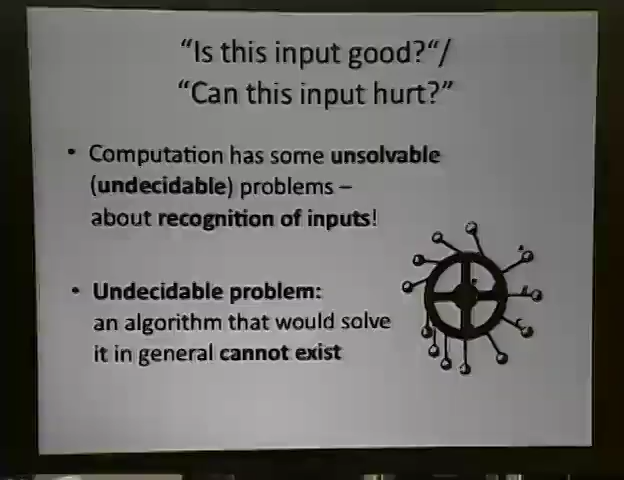 “Is this input good?“/
“Can this input hurt?”
• Computation has some unsolvable
(undecidable) problems –
about recognition of inputs!
• Undecidable problem:
an algorithm that would solve
it in general cannot exist